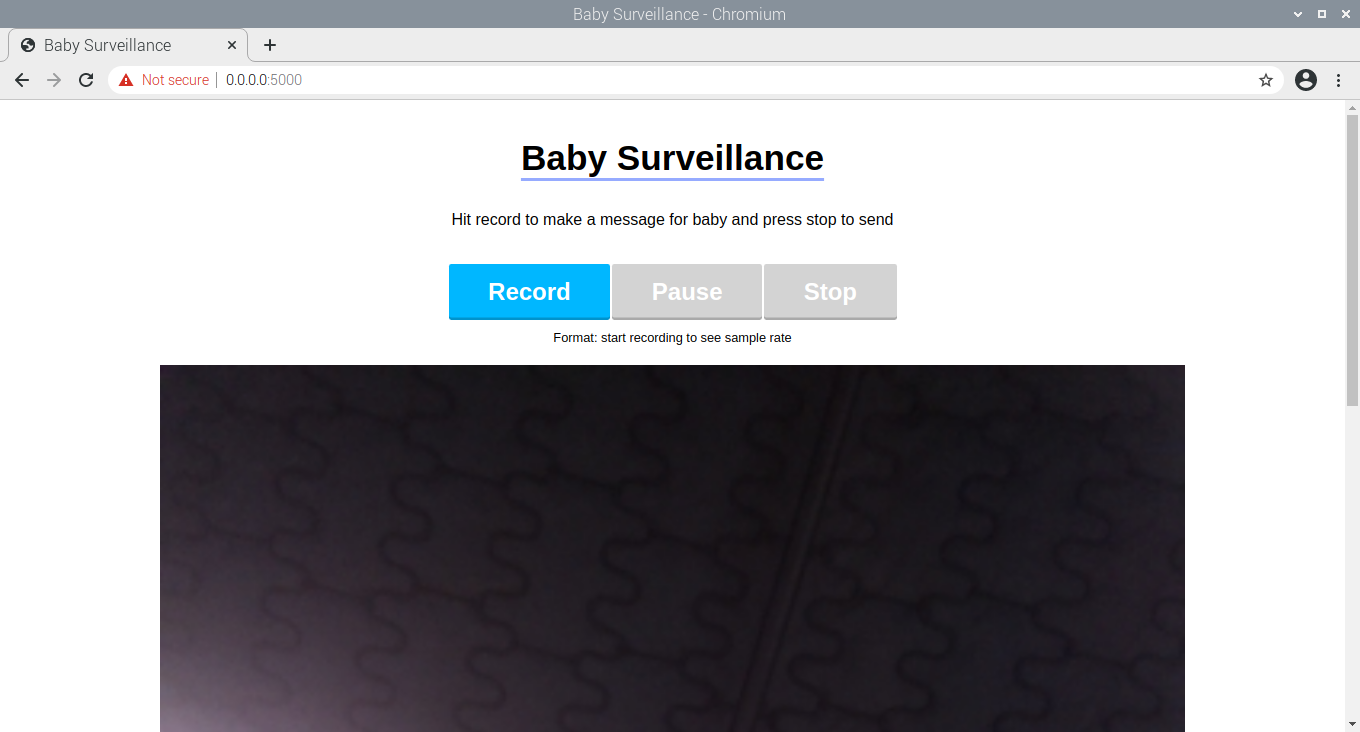 Baby Surveillance - Chromium
Baby Surveillance
Not secure | 0.0.0.0:5000
Baby Surveillance
Hit record to make a message for baby and press stop to send
Record Pause Stop
Format: start recording to see sample rate